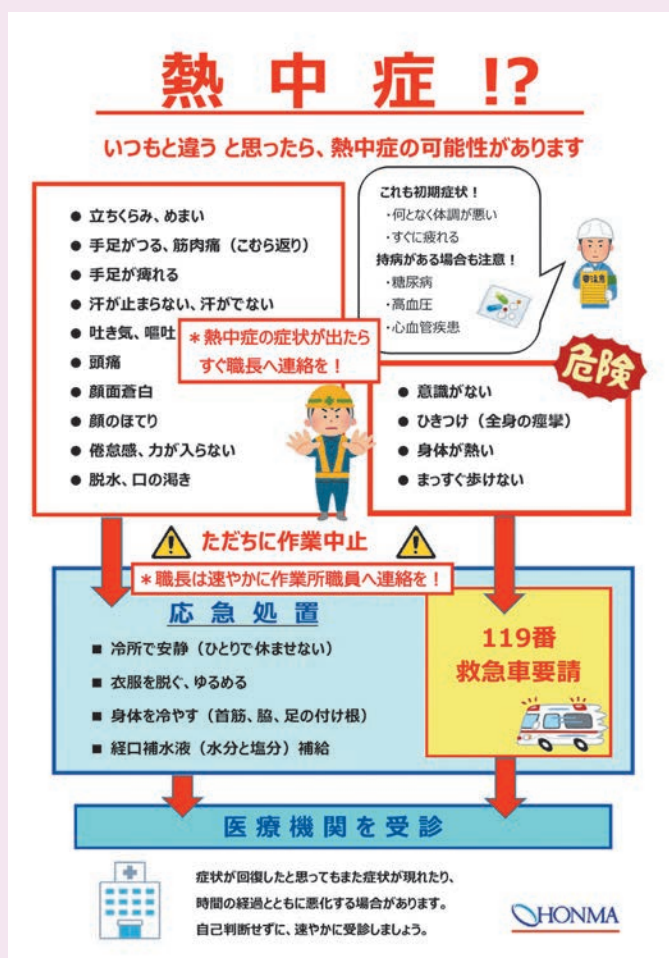 熱中症!?
いつもと違う と思ったら、熱中症の可能性があります
● 立ちくらみ、めまい
● 手足がつる、筋肉痛（こむら返り）
● 手足が痺れる
● 汗が止まらない、汗がでない
● 吐き気、嘔吐
● 頭痛
● 顔面蒼白
● 顔のほてり
● 倦怠感、力が入らない
● 脱水、口の渇き
これも初期症状！
・何となく体調が悪い
・すぐに疲れる
持病がある場合も注意！
・糖尿病
・高血圧
・心血管疾患
＊熱中症の症状が出たら
すぐ職長へ連絡を！
危険
● 意識がない
● ひきつけ（全身の痙攣）
● 身体が熱い
● まっすぐ歩けない
ただちに作業中止
＊職長は速やかに作業所職員へ連絡を！
応急処置
■ 冷所で安静（ひとりで休ませない）
■ 衣服を脱ぐ、ゆるめる
■ 身体を冷やす（首筋、脇、足の付け根）
■ 経口補水液（水分と塩分）補給
119番
救急車要請
医療機関を受診
症状が回復したと思ってもまた症状が現れたり、
時間の経過とともに悪化する場合があります。
自己判断せずに、速やかに受診しましょう。
HONMA